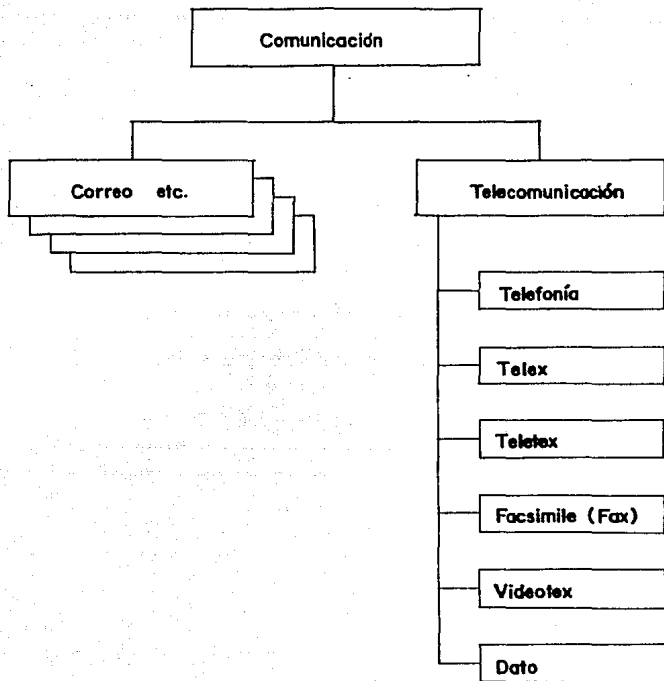 Comunicación
Correo etc.
Telecomunicación
Telefonía
Telex
Teletex
Facsimile (Fax)
Videotex
Dato